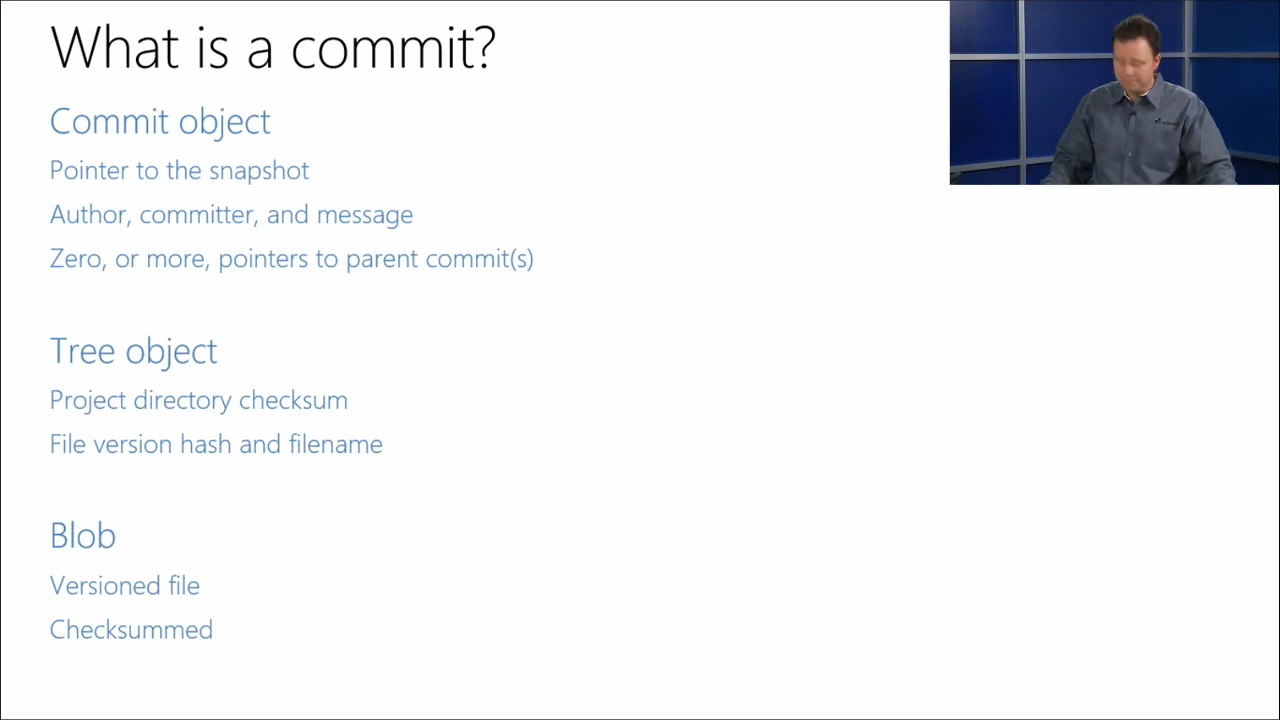 What is a commit?
Commit object
Pointer to the snapshot
Author, committer, and message
Zero, or more, pointers to parent commit(s)
Tree object
Project directory checksum
File version hash and filename
Blob
Versioned file
Checksummed